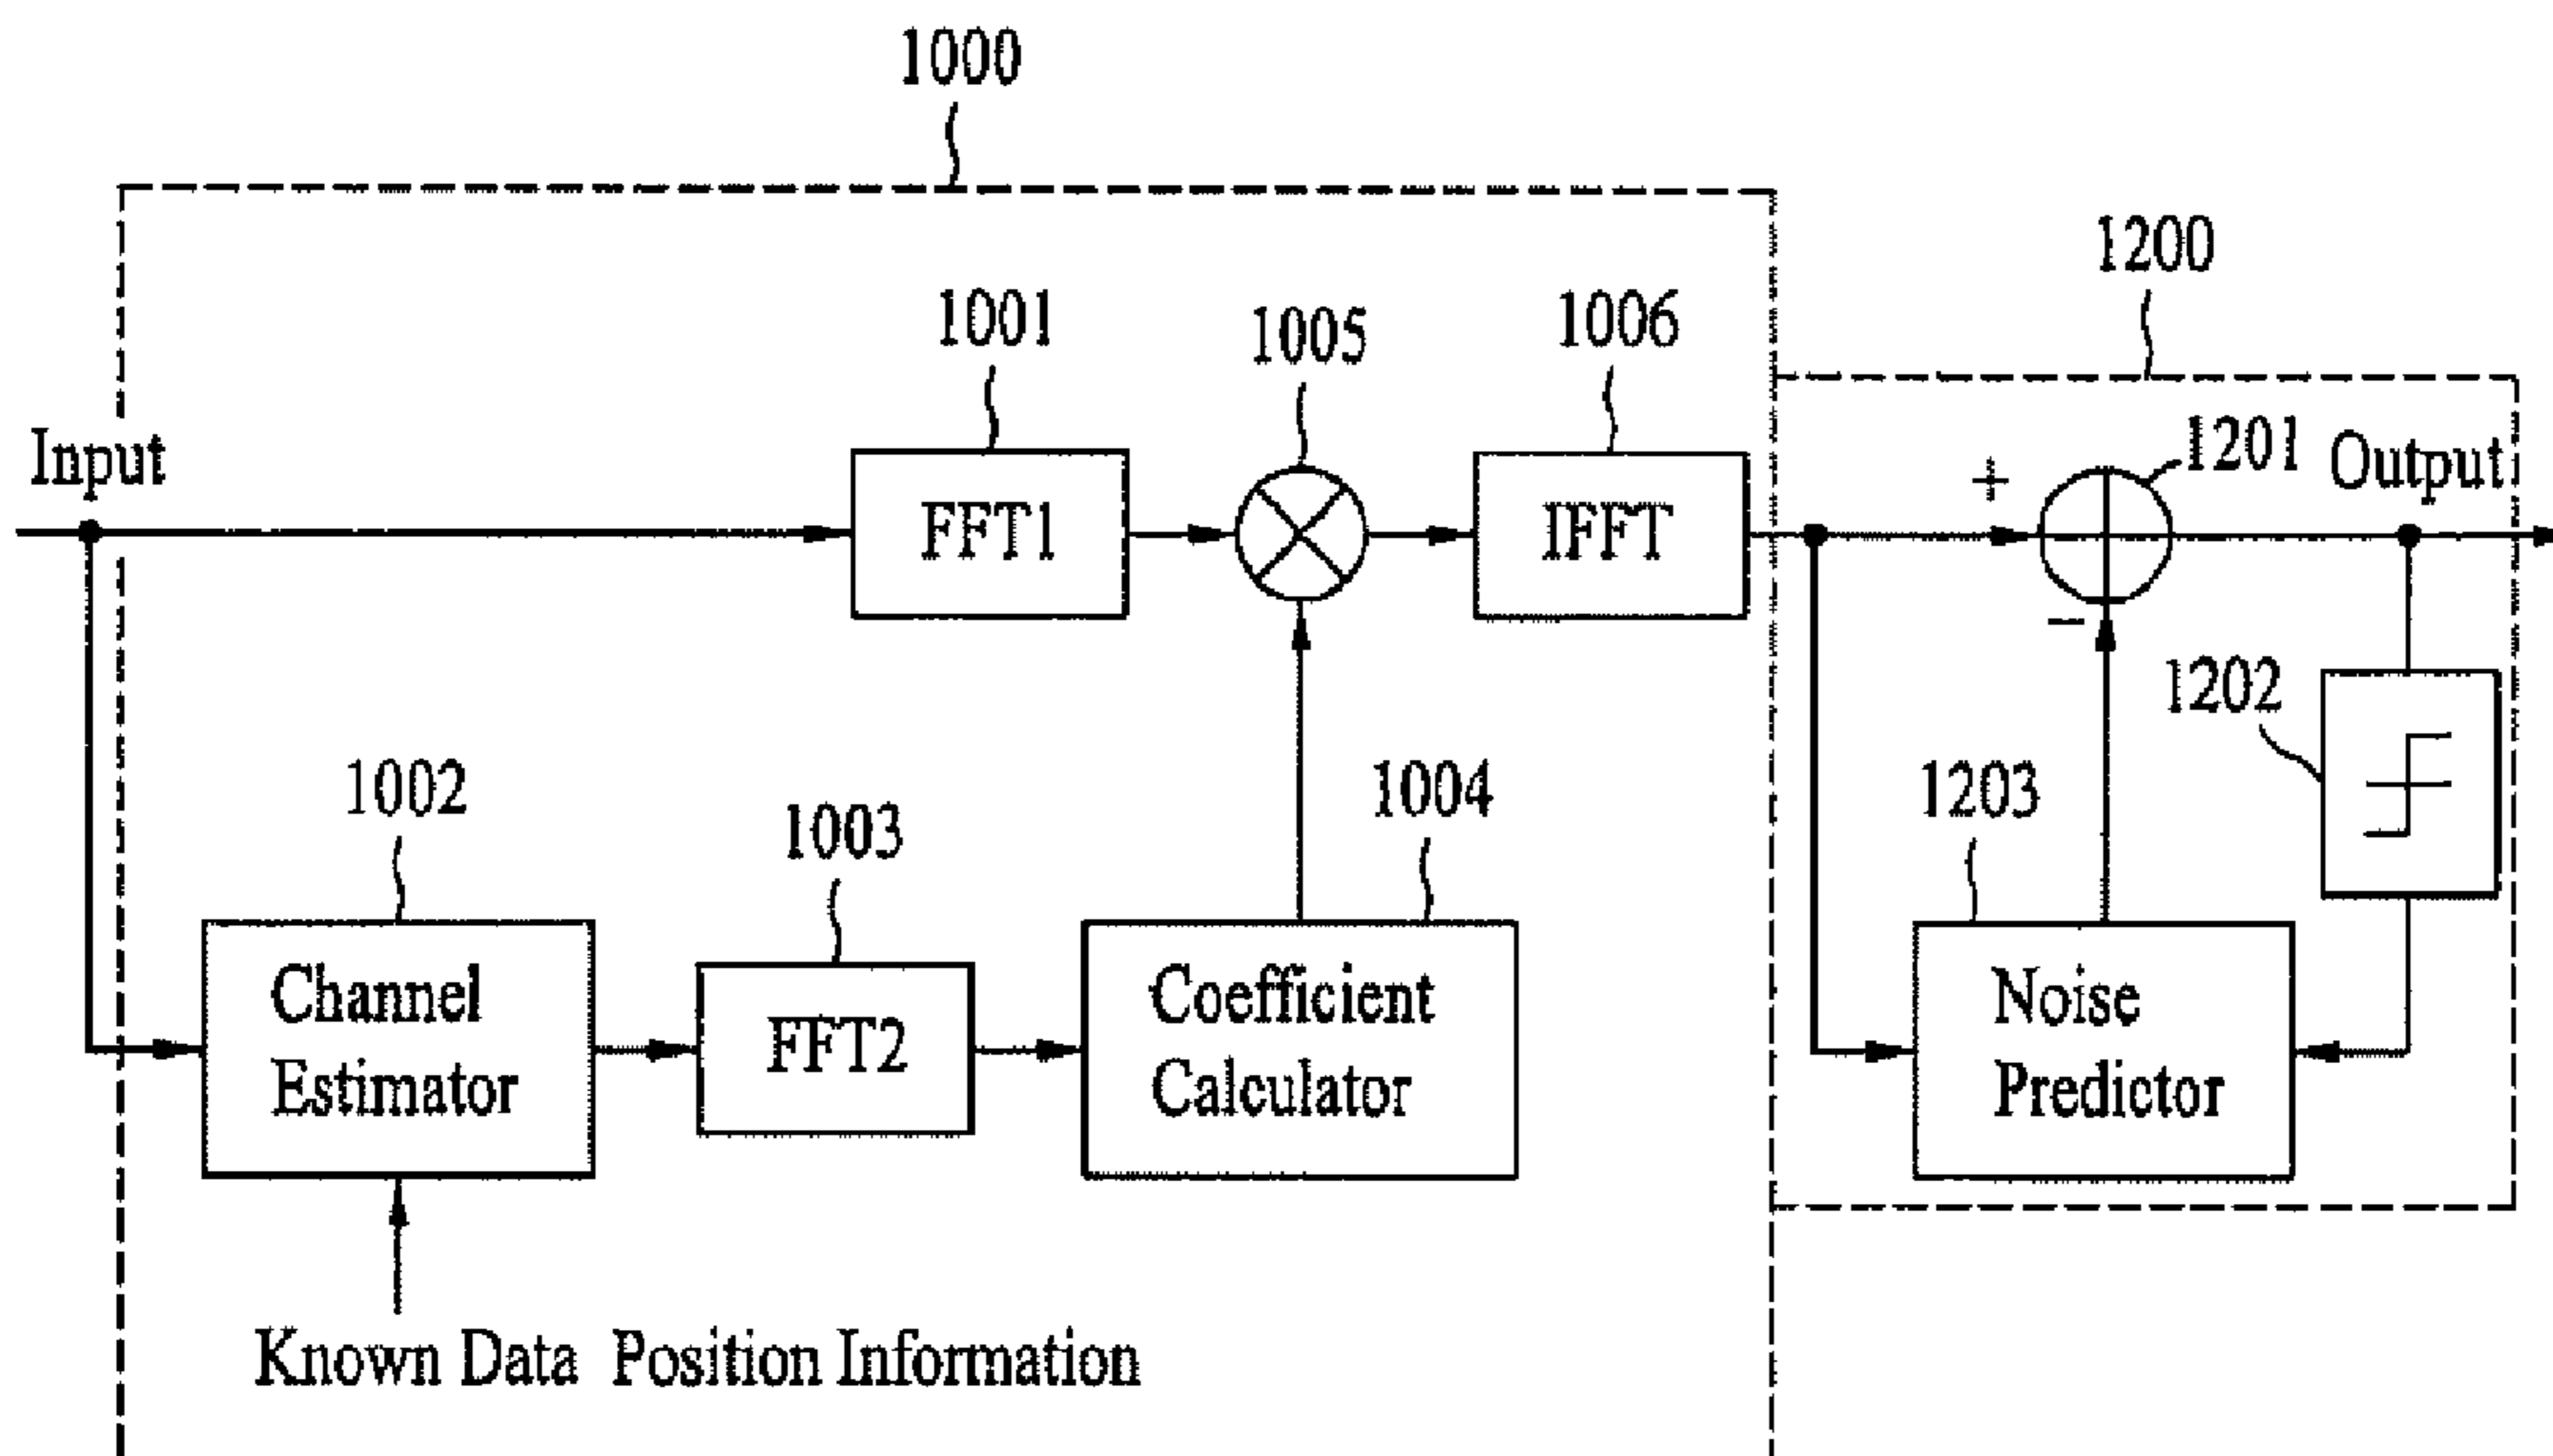 1000
1200
1001
1005
1006
Input
+
1201
Output
FFT1
IFFT
−
1202
1002
1003
1004
1203
Channel
Estimator
FFT2
Coefficient
Calculator
Noise
Predictor
Known Data Position Information